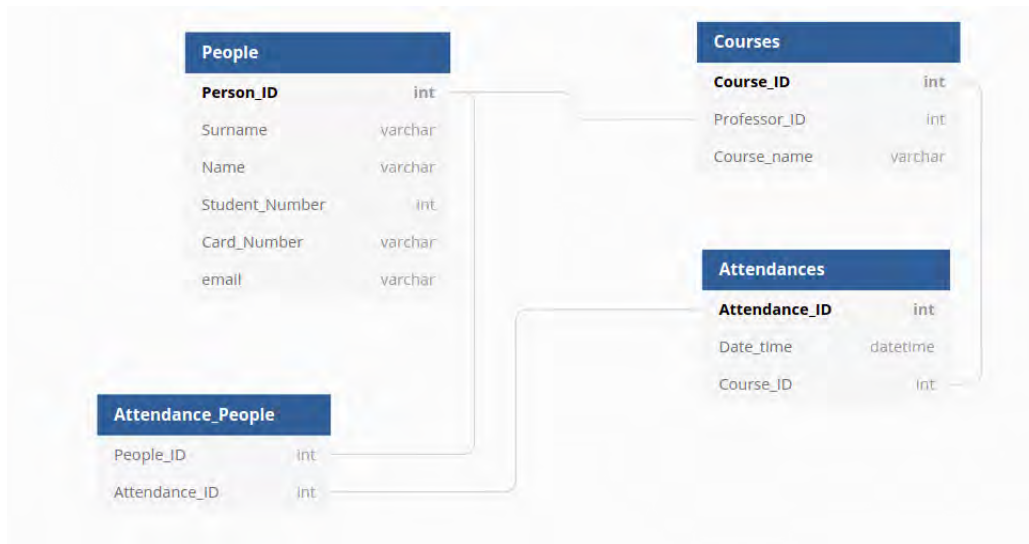 People
Person_ID int
Surname varchar
Name varchar
Student_Number int
Card_Number varchar
email varchar
Courses
Course_ID int
Professor_ID int
Course_name varchar
Attendances
Attendance_ID int
Date_time datetime
Course_ID int
Attendance_People
People_ID int
Attendance_ID int